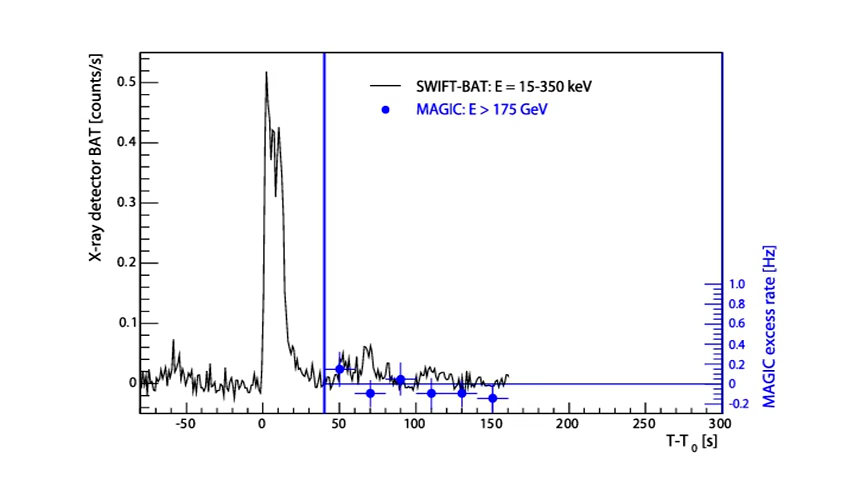 X-ray detector BAT [counts/s]
0.5
0.4
0.3
0.2
0.1
0
SWIFT-BAT: E = 15-350 keV
MAGIC: E > 175 GeV
1.0
0.8
0.6
0.4
0.2
0
-0.2
MAGIC excess rate [Hz]
-50 0 50 100 150 200 250 300
T-T0 [s]